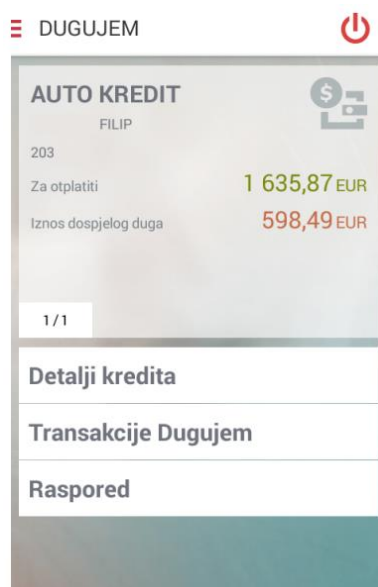 DUGUJEM
AUTO KREDIT
FILIP
203
Za otplatiti 1 635,87 EUR
Iznos dospjelog duga 598,49 EUR
1/1
Detalji kredita
Transakcije Dugujem
Raspored